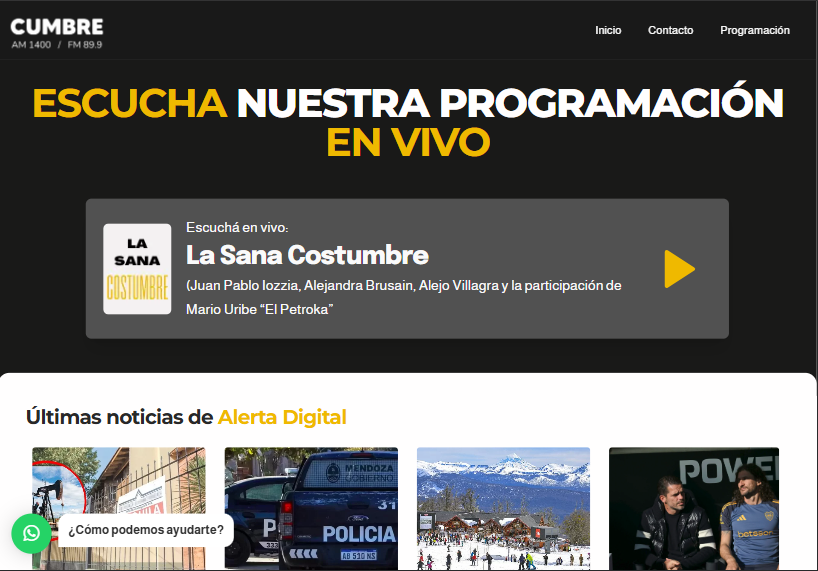 CUMBRE
AM 1400 / FM 89.9
Inicio
Contacto
Programación
ESCUCHA NUESTRA PROGRAMACIÓN
EN VIVO
LA
SANA
COSTUMBRE
Escuchá en vivo:
La Sana Costumbre
(Juan Pablo Iozzia, Alejandra Brusain, Alejo Villagra y la participación de
Mario Uribe “El Petroka”
Últimas noticias de Alerta Digital
MENDOZA
GOBIERNO
31
POLICIA
AB 530 NS
POWE
betsson
¿Cómo podemos ayudarte?